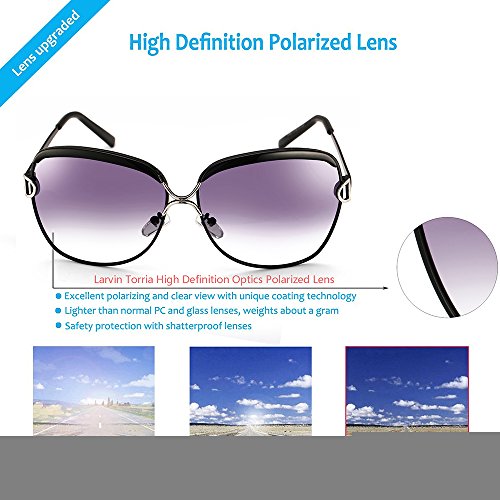 Lens upgraded
High Definition Polarized Lens
Larvin Torria High Definition Optics Polarized Lens
Excellent polarizing and clear view with unique coating technology
Lighter than normal PC and glass lenses, weights about a gram
Safety protection with shatterproof lenses